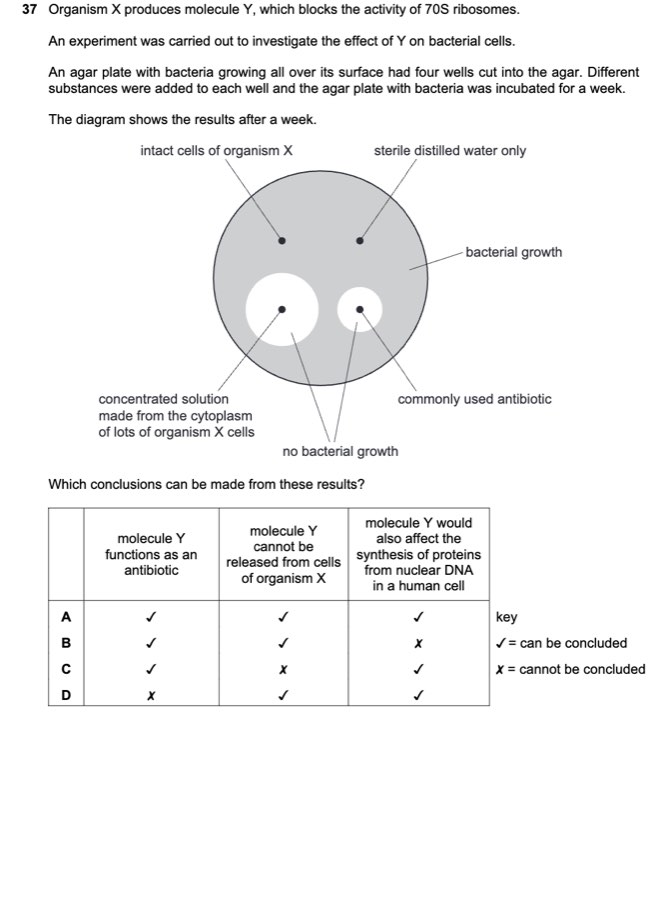 37 Organism X produces molecule Y, which blocks the activity of 70S ribosomes.
An experiment was carried out to investigate the effect of Y on bacterial cells.
An agar plate with bacteria growing all over its surface had four wells cut into the agar. Different
substances were added to each well and the agar plate with bacteria was incubated for a week.
The diagram shows the results after a week.
intact cells of organism X
sterile distilled water only
bacterial growth
concentrated solution
made from the cytoplasm
of lots of organism X cells
commonly used antibiotic
no bacterial growth
Which conclusions can be made from these results?
molecule Y
functions as an
antibiotic
molecule Y
cannot be
released from cells
of organism X
molecule Y would
also affect the
synthesis of proteins
from nuclear DNA
in a human cell
A ✓ ✓ ✓
B ✓ ✓ ✗
C ✓ ✗ ✓
D ✗ ✓ ✓
key
✓ = can be concluded
✗ = cannot be concluded